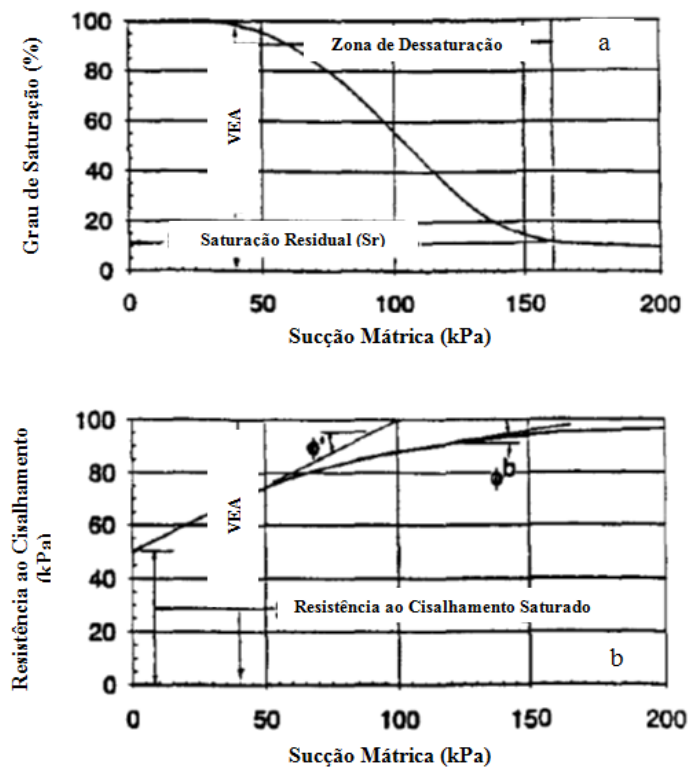 Grau de Saturação (%)
100
80
60
40
20
0
Zona de Dessaturação
a
VEA
Saturação Residual (Sr)
0
50
100
150
200
Sucção Mátrica (kPa)
Resistência ao Cisalhamento
(kPa)
100
80
60
40
20
0
ϕ'
ϕb
VEA
Resistência ao Cisalhamento Saturado
b
0
50
100
150
200
Sucção Mátrica (kPa)